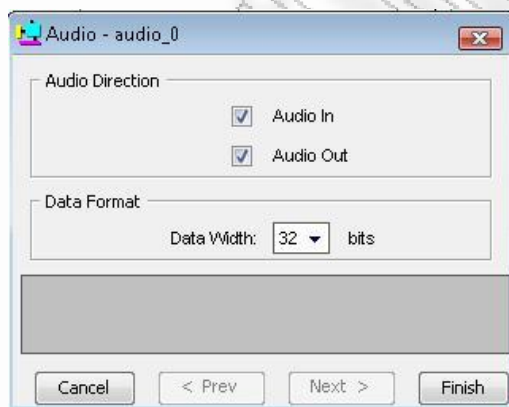 Audio - audio_0
Audio Direction
Audio In
Audio Out
Data Format
Data Width: 32 bits
Cancel < Prev Next > Finish